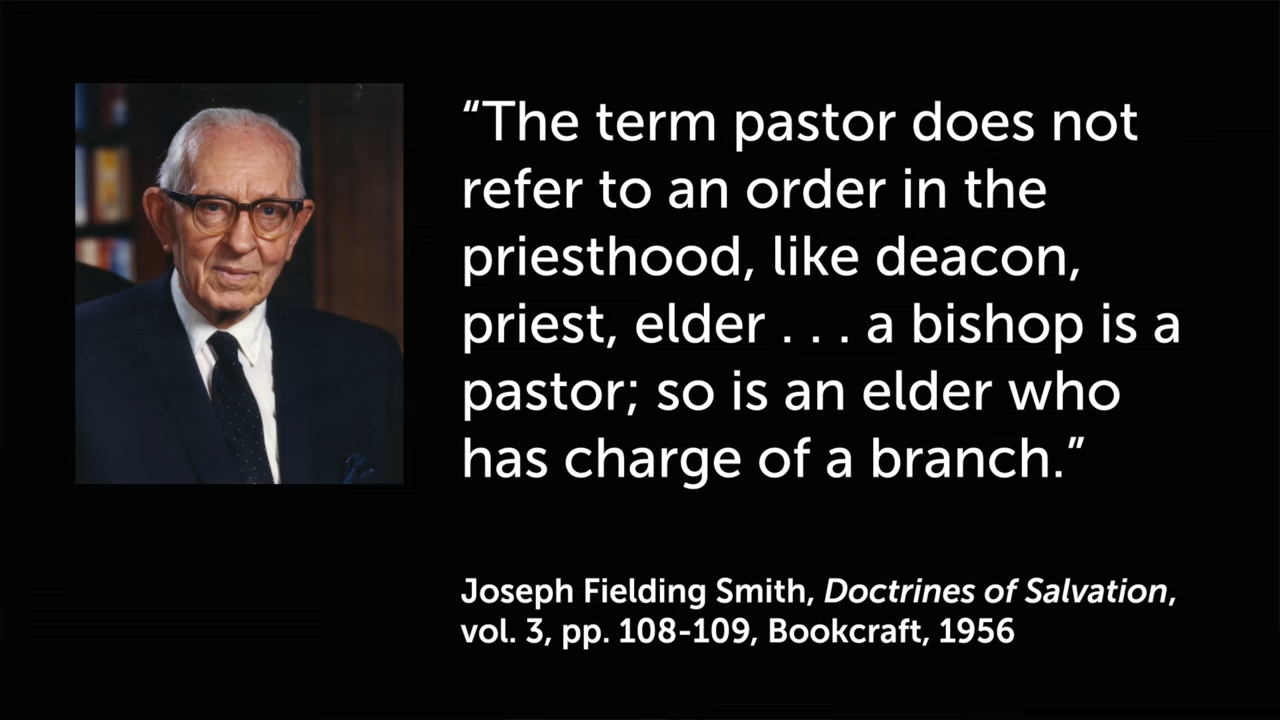 “The term pastor does not
refer to an order in the
priesthood, like deacon,
priest, elder . . . a bishop is a
pastor; so is an elder who
has charge of a branch.”
Joseph Fielding Smith, Doctrines of Salvation,
vol. 3, pp. 108-109, Bookcraft, 1956